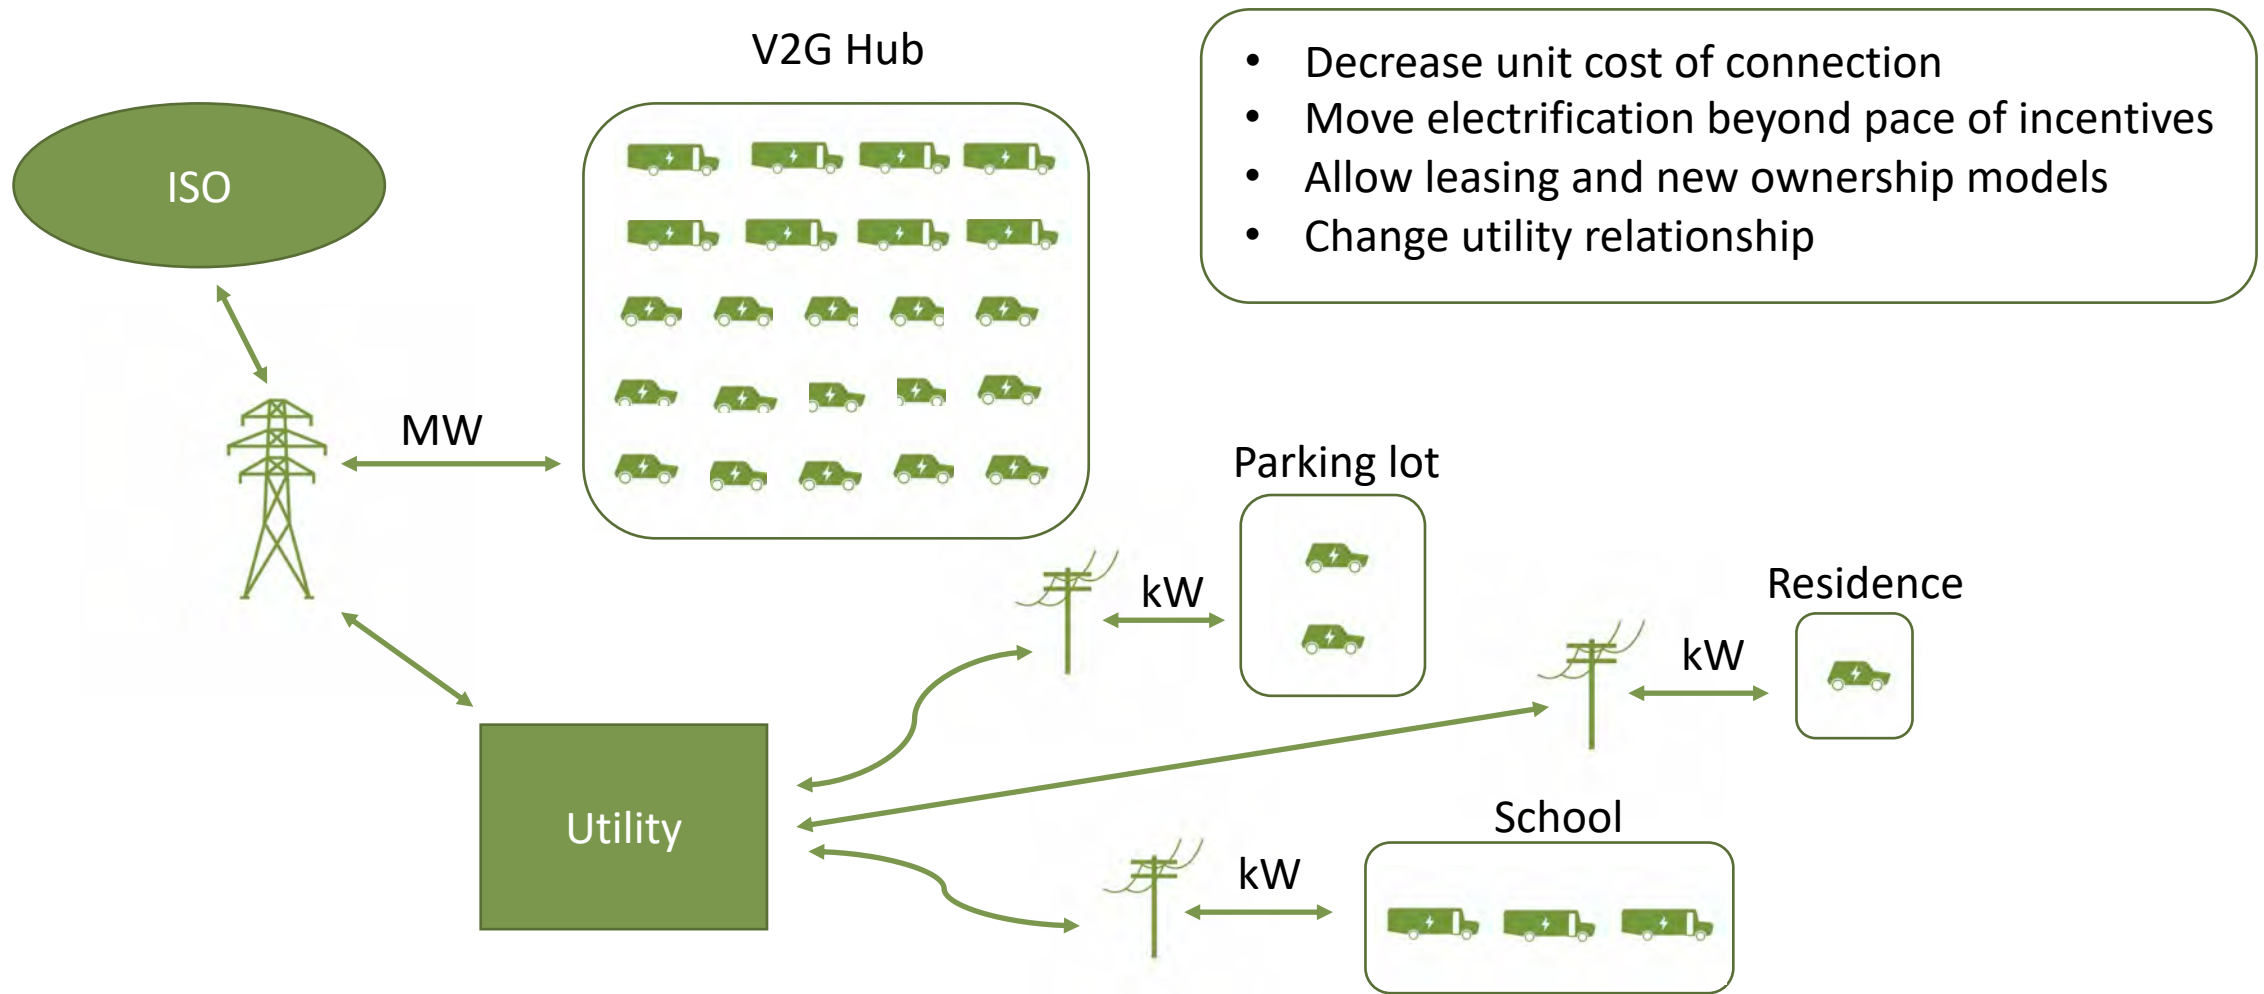 V2G Hub
• Decrease unit cost of connection
• Move electrification beyond pace of incentives
• Allow leasing and new ownership models
• Change utility relationship
ISO
MW
Parking lot
kW
Residence
kW
Utility
School
kW